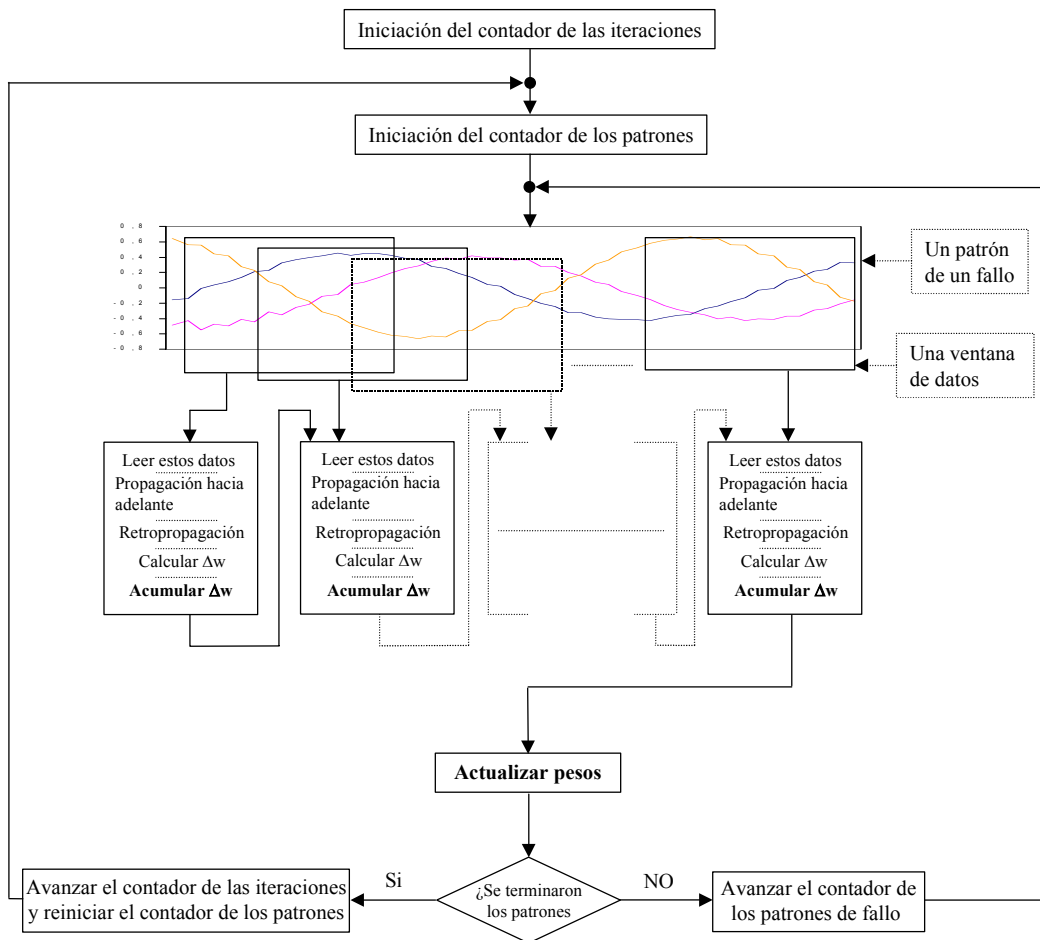 Iniciación del contador de las iteraciones
Iniciación del contador de los patrones
0 , 8
0 , 6
0 , 4
0 , 2
0
- 0 , 2
- 0 , 4
- 0 , 6
- 0 , 8
Un patrón
de un fallo
Una ventana
de datos
Leer estos datos
Propagación hacia
adelante
Retropropagación
Calcular Δw
Acumular Δw
Leer estos datos
Propagación hacia
adelante
Retropropagación
Calcular Δw
Acumular Δw
Leer estos datos
Propagación hacia
adelante
Retropropagación
Calcular Δw
Acumular Δw
Actualizar pesos
¿Se terminaron
los patrones
Si
NO
Avanzar el contador de las iteraciones
y reiniciar el contador de los patrones
Avanzar el contador de
los patrones de fallo